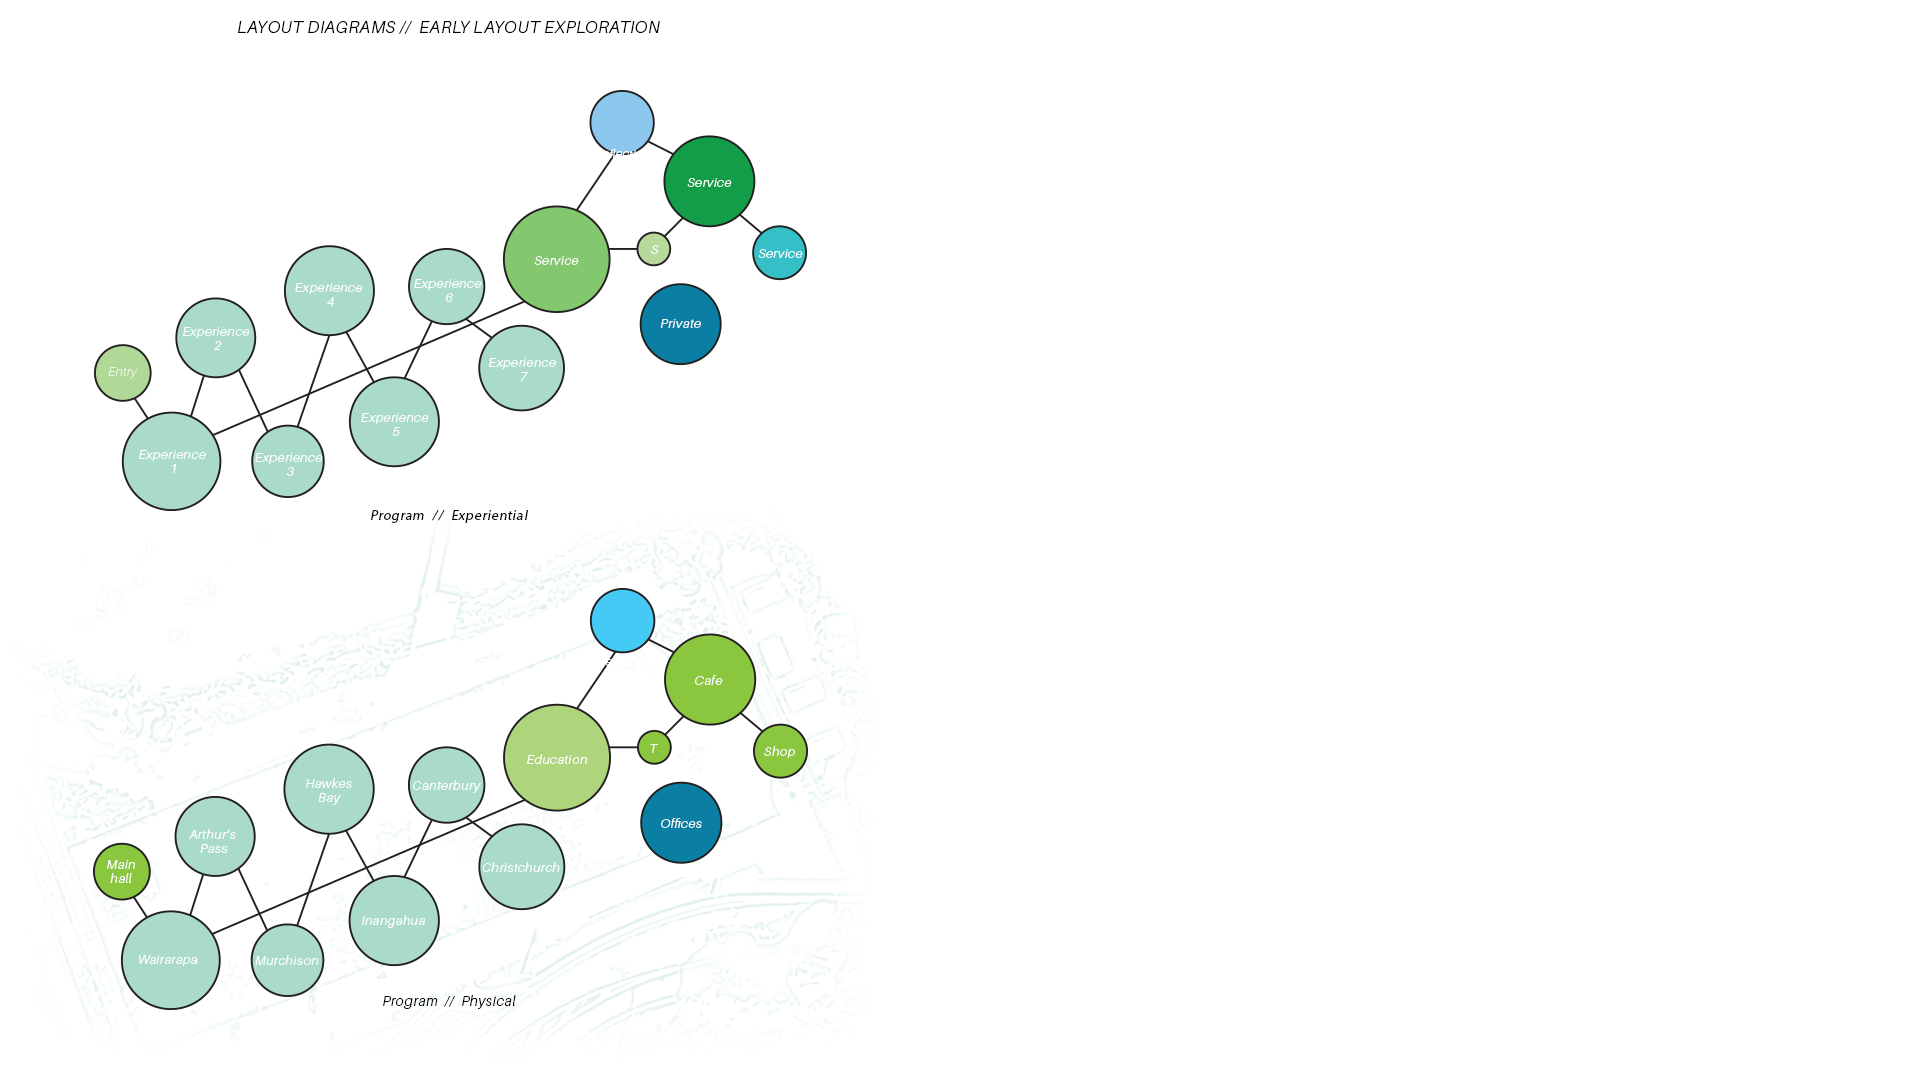 LAYOUT DIAGRAMS // EARLY LAYOUT EXPLORATION
Service
Service
S
Service
Experience
4
Experience
6
Private
Experience
2
Experience
7
Entry
Experience
5
Experience
1
Experience
3
Program // Experiential
Cafe
T
Shop
Education
Hawkes
Bay
Canterbury
Offices
Arthur's
Pass
Main
hall
Christchurch
Inangahua
Wairarapa
Murchison
Program // Physical